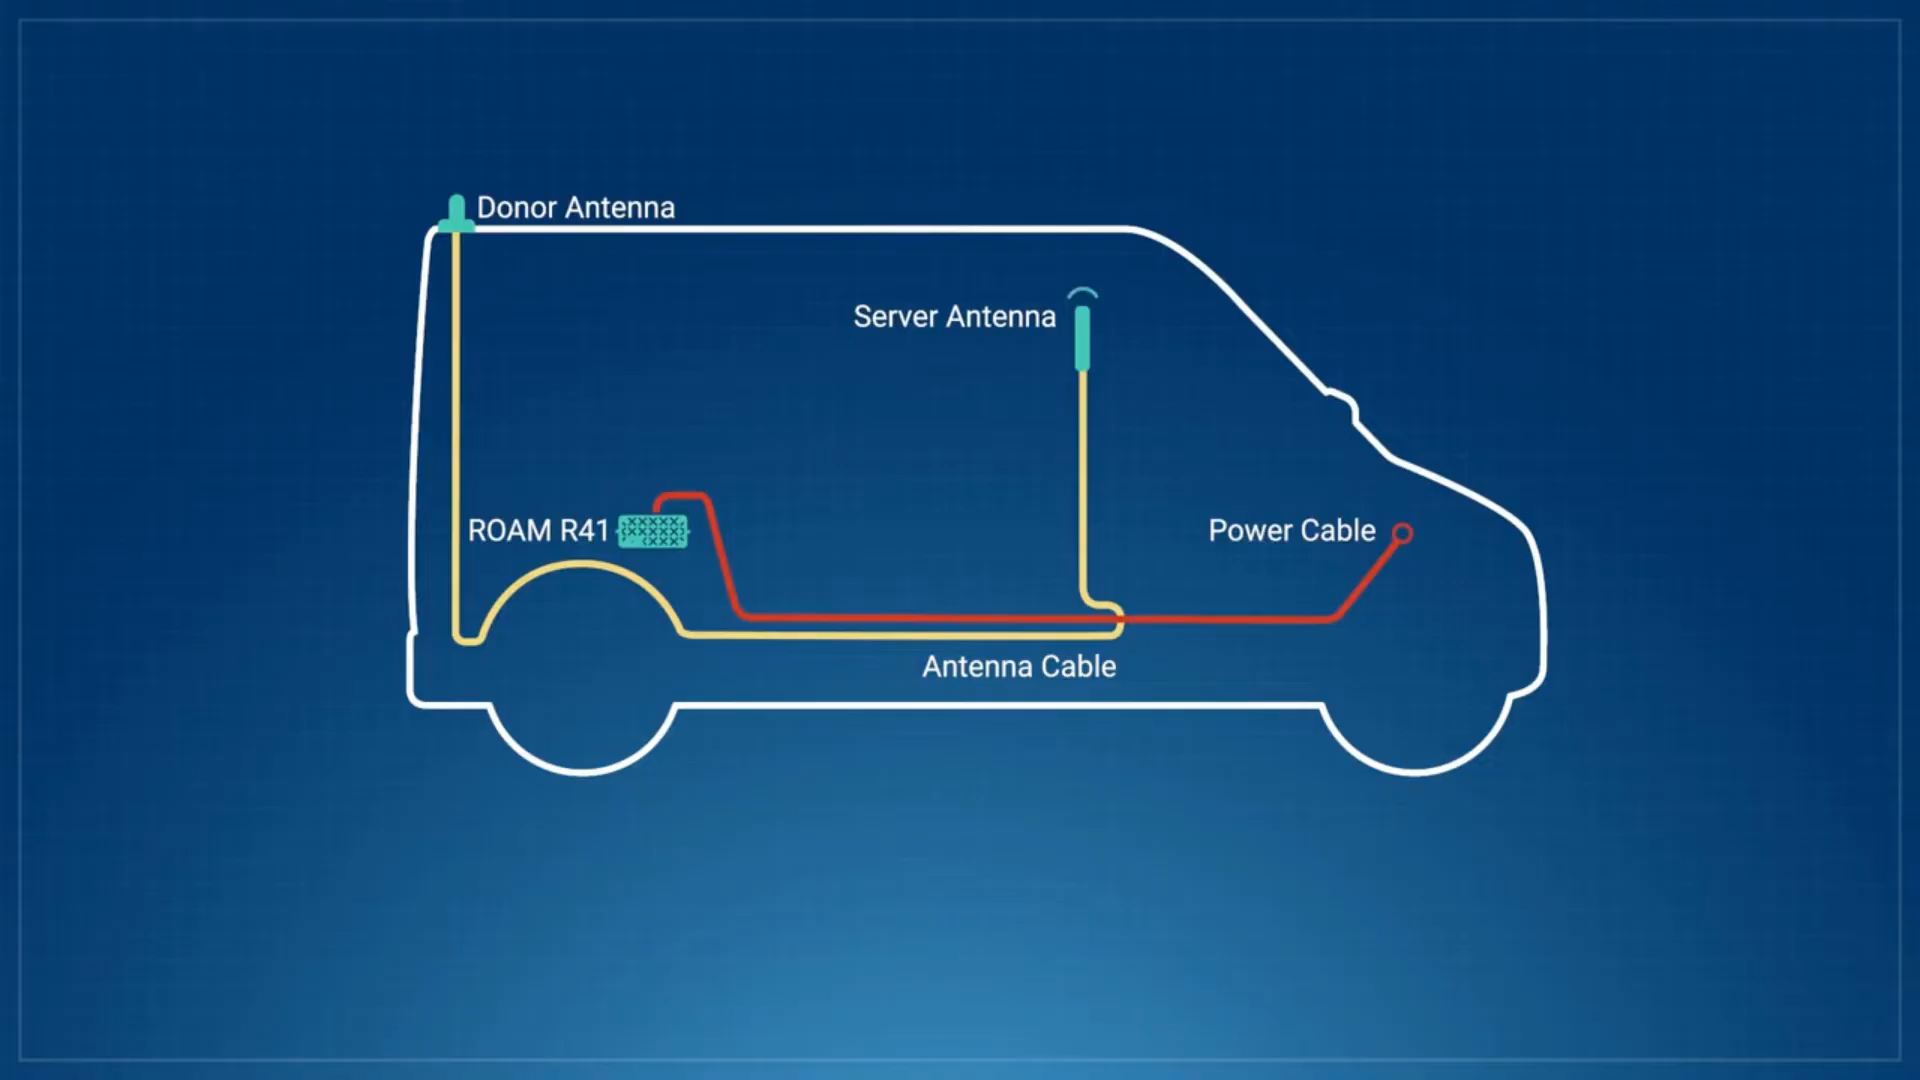 Donor Antenna
Server Antenna
ROAM R41
Power Cable
Antenna Cable